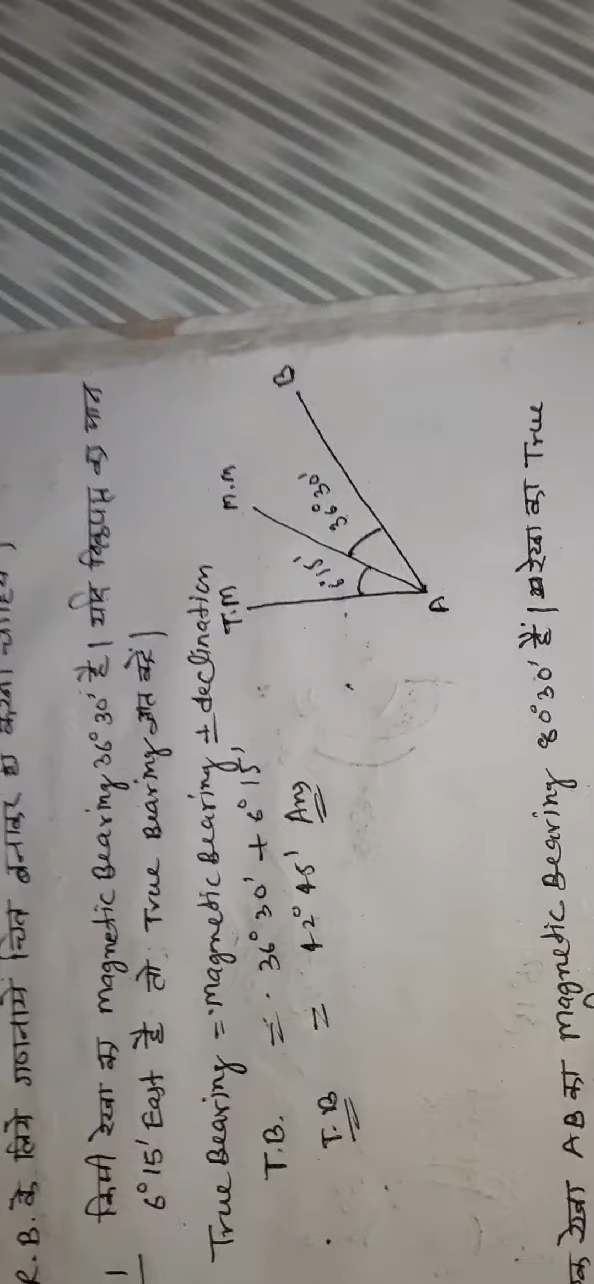 R.B. के लिये गणनामें चित्र बनाकर ही करना चाहिये,
1 किसी रेखा का magnetic Bearing 36°30' है। यदि दिक्पात का मान
6°15' East है तो True Bearing ज्ञात करें।
True Bearing = Magnetic Bearing ± declination
T.B. = 36°30' + 6°15'
T.B = 42°45' Ans
T.M
M.M
B
6°15'
36°30'
A
एक रेखा AB का Magnetic Bearing 80°30' है। रेखा का True